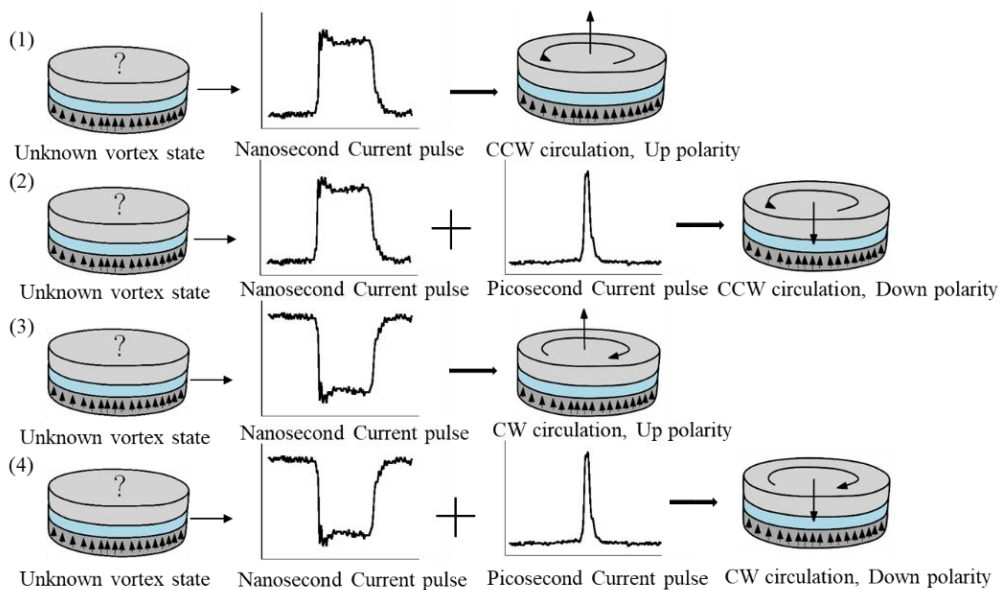 (1)
?
Unknown vortex state
Nanosecond Current pulse
CCW circulation, Up polarity
(2)
?
Unknown vortex state
Nanosecond Current pulse
Picosecond Current pulse
CCW circulation, Down polarity
(3)
?
Unknown vortex state
Nanosecond Current pulse
CW circulation, Up polarity
(4)
?
Unknown vortex state
Nanosecond Current pulse
Picosecond Current pulse
CW circulation, Down polarity